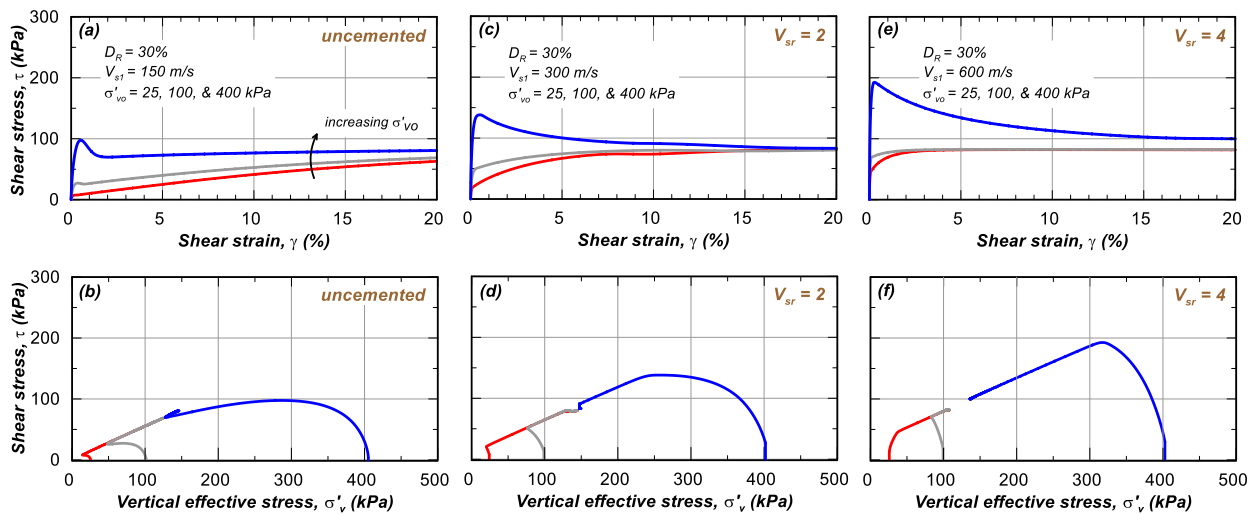 (a)
uncemented
D_R = 30%
V_s1 = 150 m/s
σ'_vo = 25, 100, & 400 kPa
increasing σ'_vo
Shear stress, τ (kPa)
300
200
100
0
0 5 10 15 20
Shear strain, γ (%)
(c)
V_sr = 2
D_R = 30%
V_s1 = 300 m/s
σ'_vo = 25, 100, & 400 kPa
0 5 10 15 20
Shear strain, γ (%)
(e)
V_sr = 4
D_R = 30%
V_s1 = 600 m/s
σ'_vo = 25, 100, & 400 kPa
0 5 10 15 20
Shear strain, γ (%)
(b)
uncemented
Shear stress, τ (kPa)
300
200
100
0
0 100 200 300 400 500
Vertical effective stress, σ'_v (kPa)
(d)
V_sr = 2
0 100 200 300 400 500
Vertical effective stress, σ'_v (kPa)
(f)
V_sr = 4
0 100 200 300 400 500
Vertical effective stress, σ'_v (kPa)